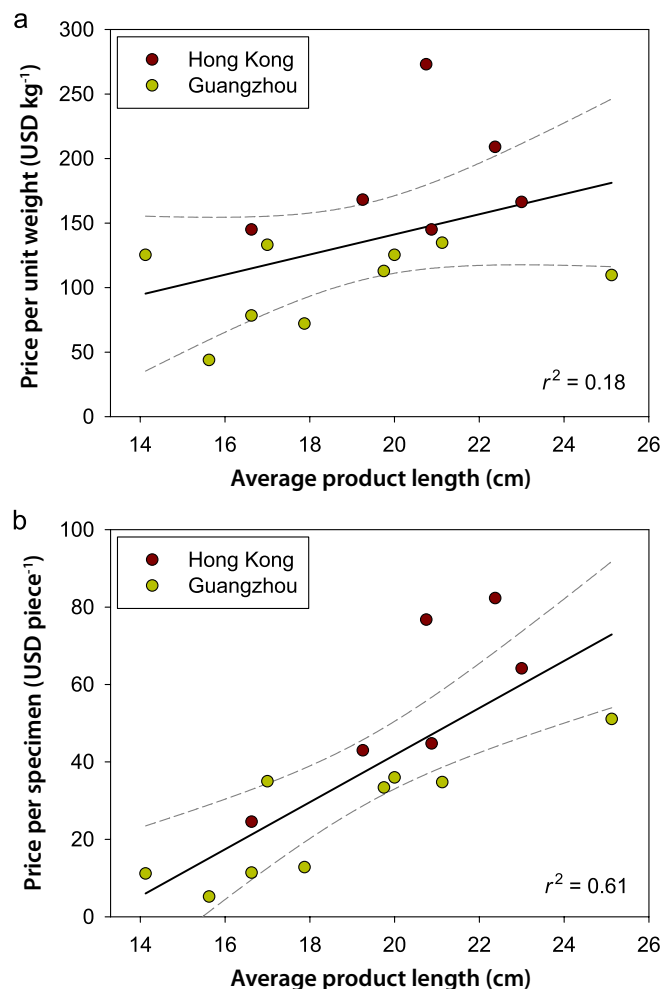 a
Price per unit weight (USD kg⁻¹)
300
250
200
150
100
50
0
Hong Kong
Guangzhou
r² = 0.18
14 16 18 20 22 24 26
Average product length (cm)
b
Price per specimen (USD piece⁻¹)
100
80
60
40
20
0
Hong Kong
Guangzhou
r² = 0.61
14 16 18 20 22 24 26
Average product length (cm)